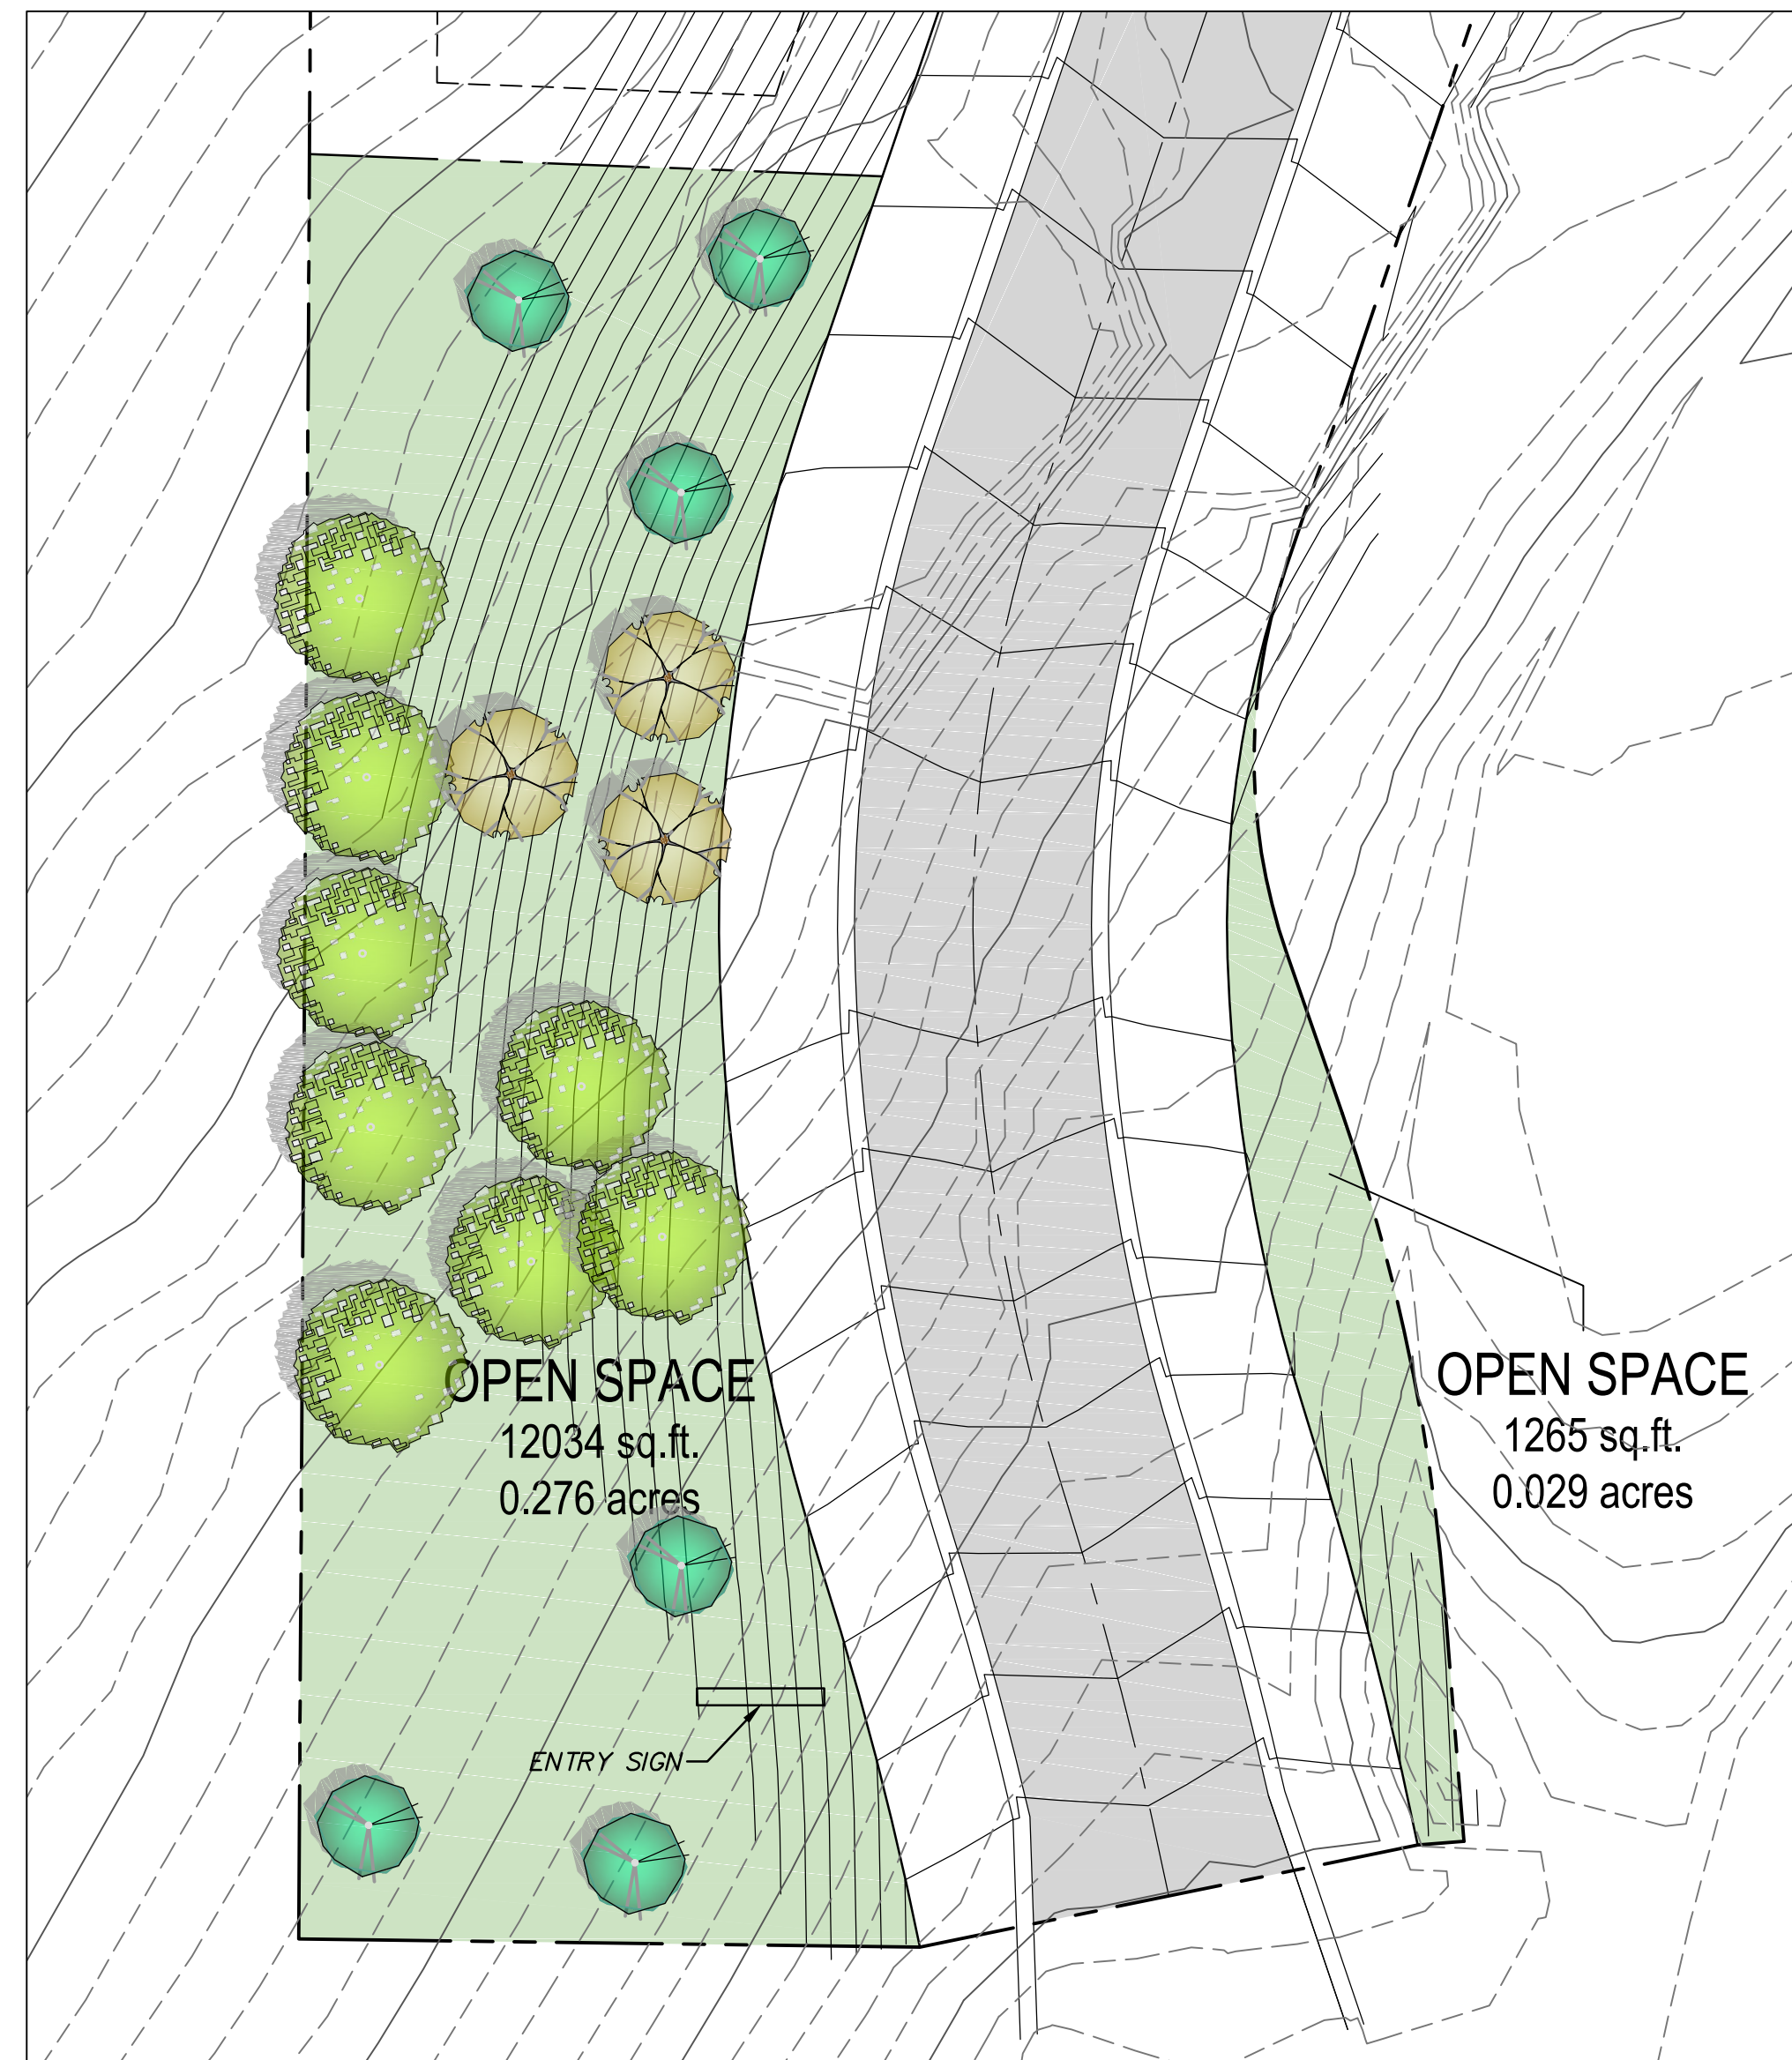 OPEN SPACE
12034 sq.ft.
0.276 acres
OPEN SPACE
1265 sq.ft.
0.029 acres
ENTRY SIGN